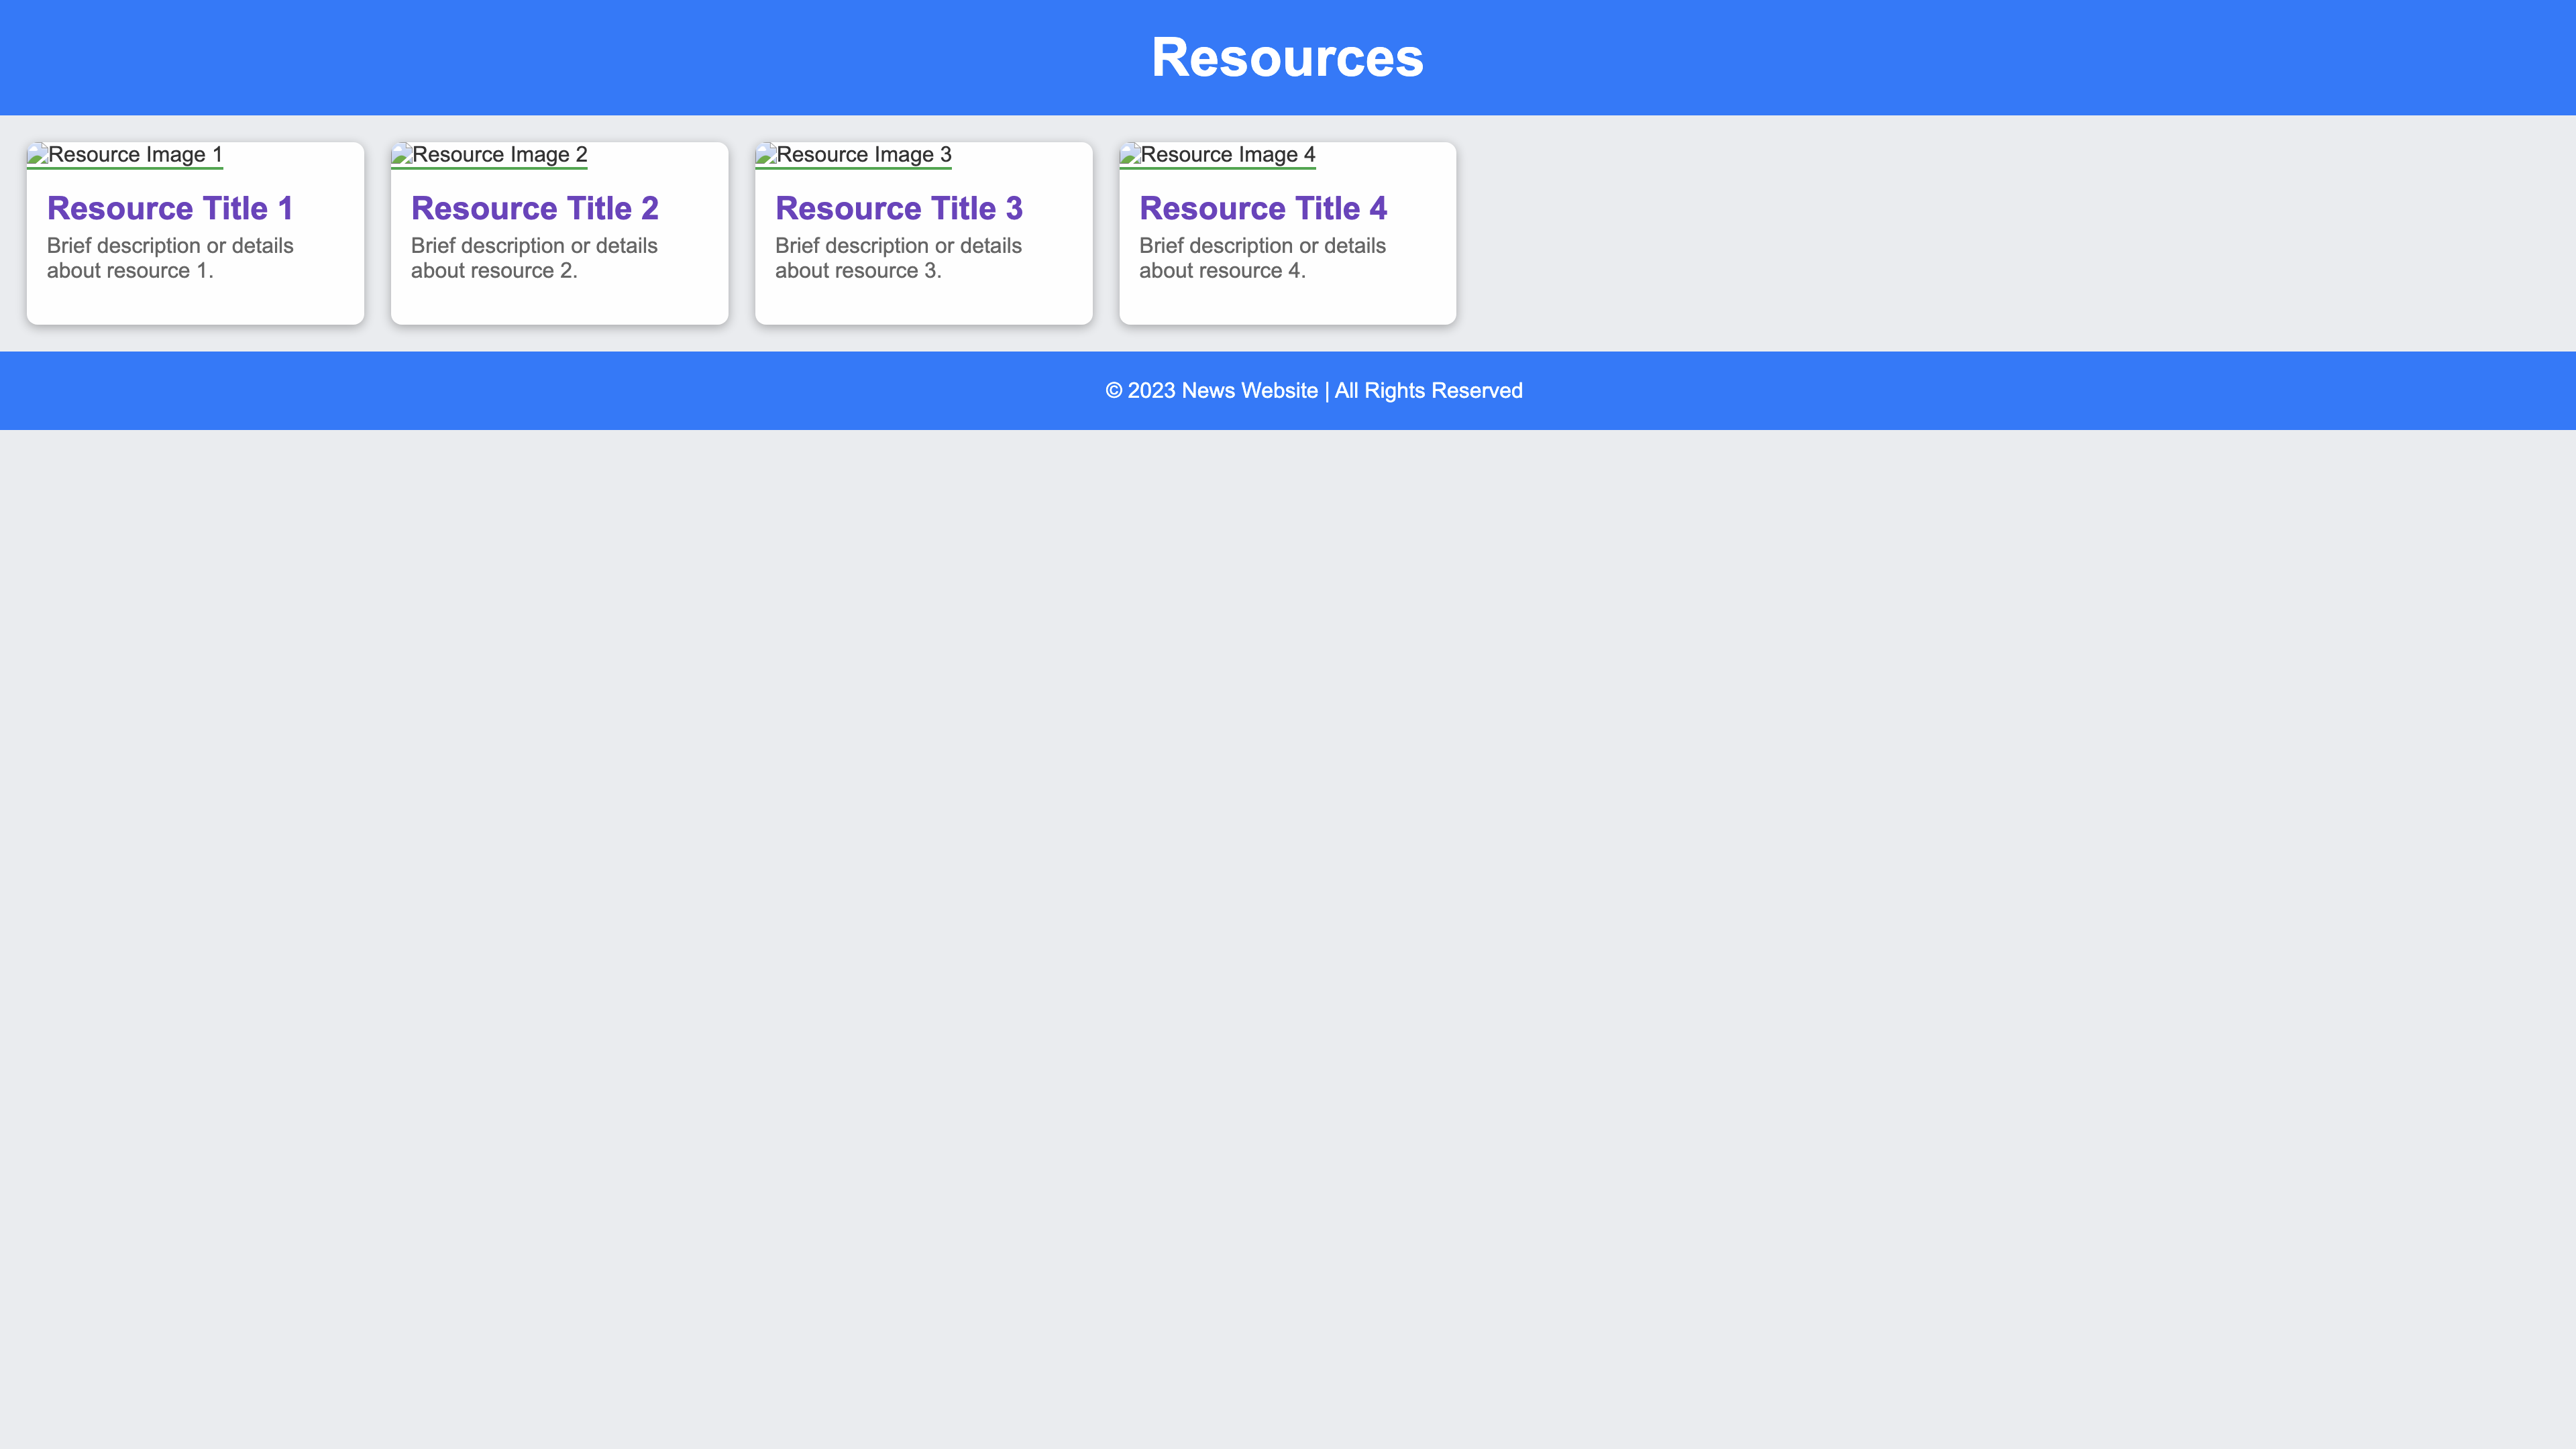 Resources
Resource Image 1
Resource Title 1
Brief description or details
about resource 1.
Resource Image 2
Resource Title 2
Brief description or details
about resource 2.
Resource Image 3
Resource Title 3
Brief description or details
about resource 3.
Resource Image 4
Resource Title 4
Brief description or details
about resource 4.
© 2023 News Website | All Rights Reserved